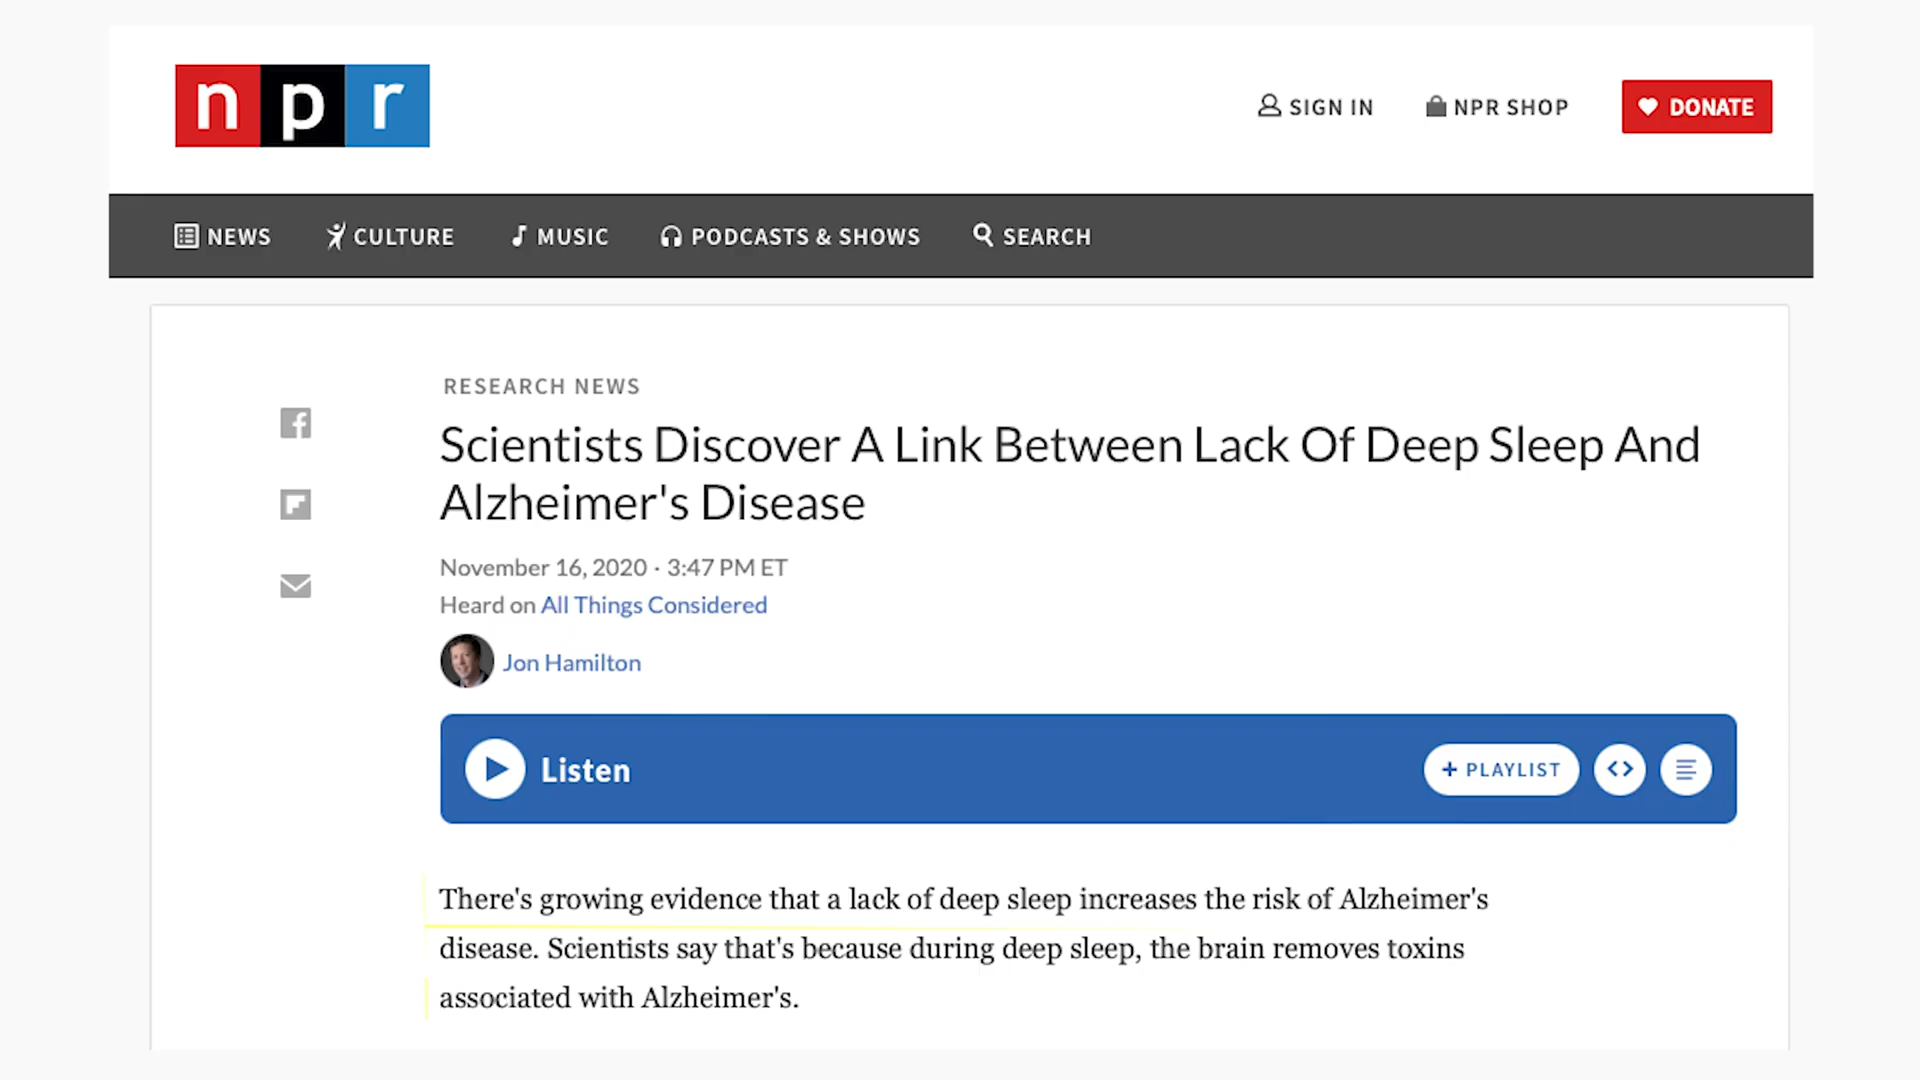 npr
SIGN IN
NPR SHOP
DONATE
NEWS
CULTURE
MUSIC
PODCASTS & SHOWS
SEARCH
RESEARCH NEWS
Scientists Discover A Link Between Lack Of Deep Sleep And
Alzheimer's Disease
November 16, 2020 · 3:47 PM ET
Heard on All Things Considered
Jon Hamilton
Listen
+ PLAYLIST
There's growing evidence that a lack of deep sleep increases the risk of Alzheimer's
disease. Scientists say that's because during deep sleep, the brain removes toxins
associated with Alzheimer's.